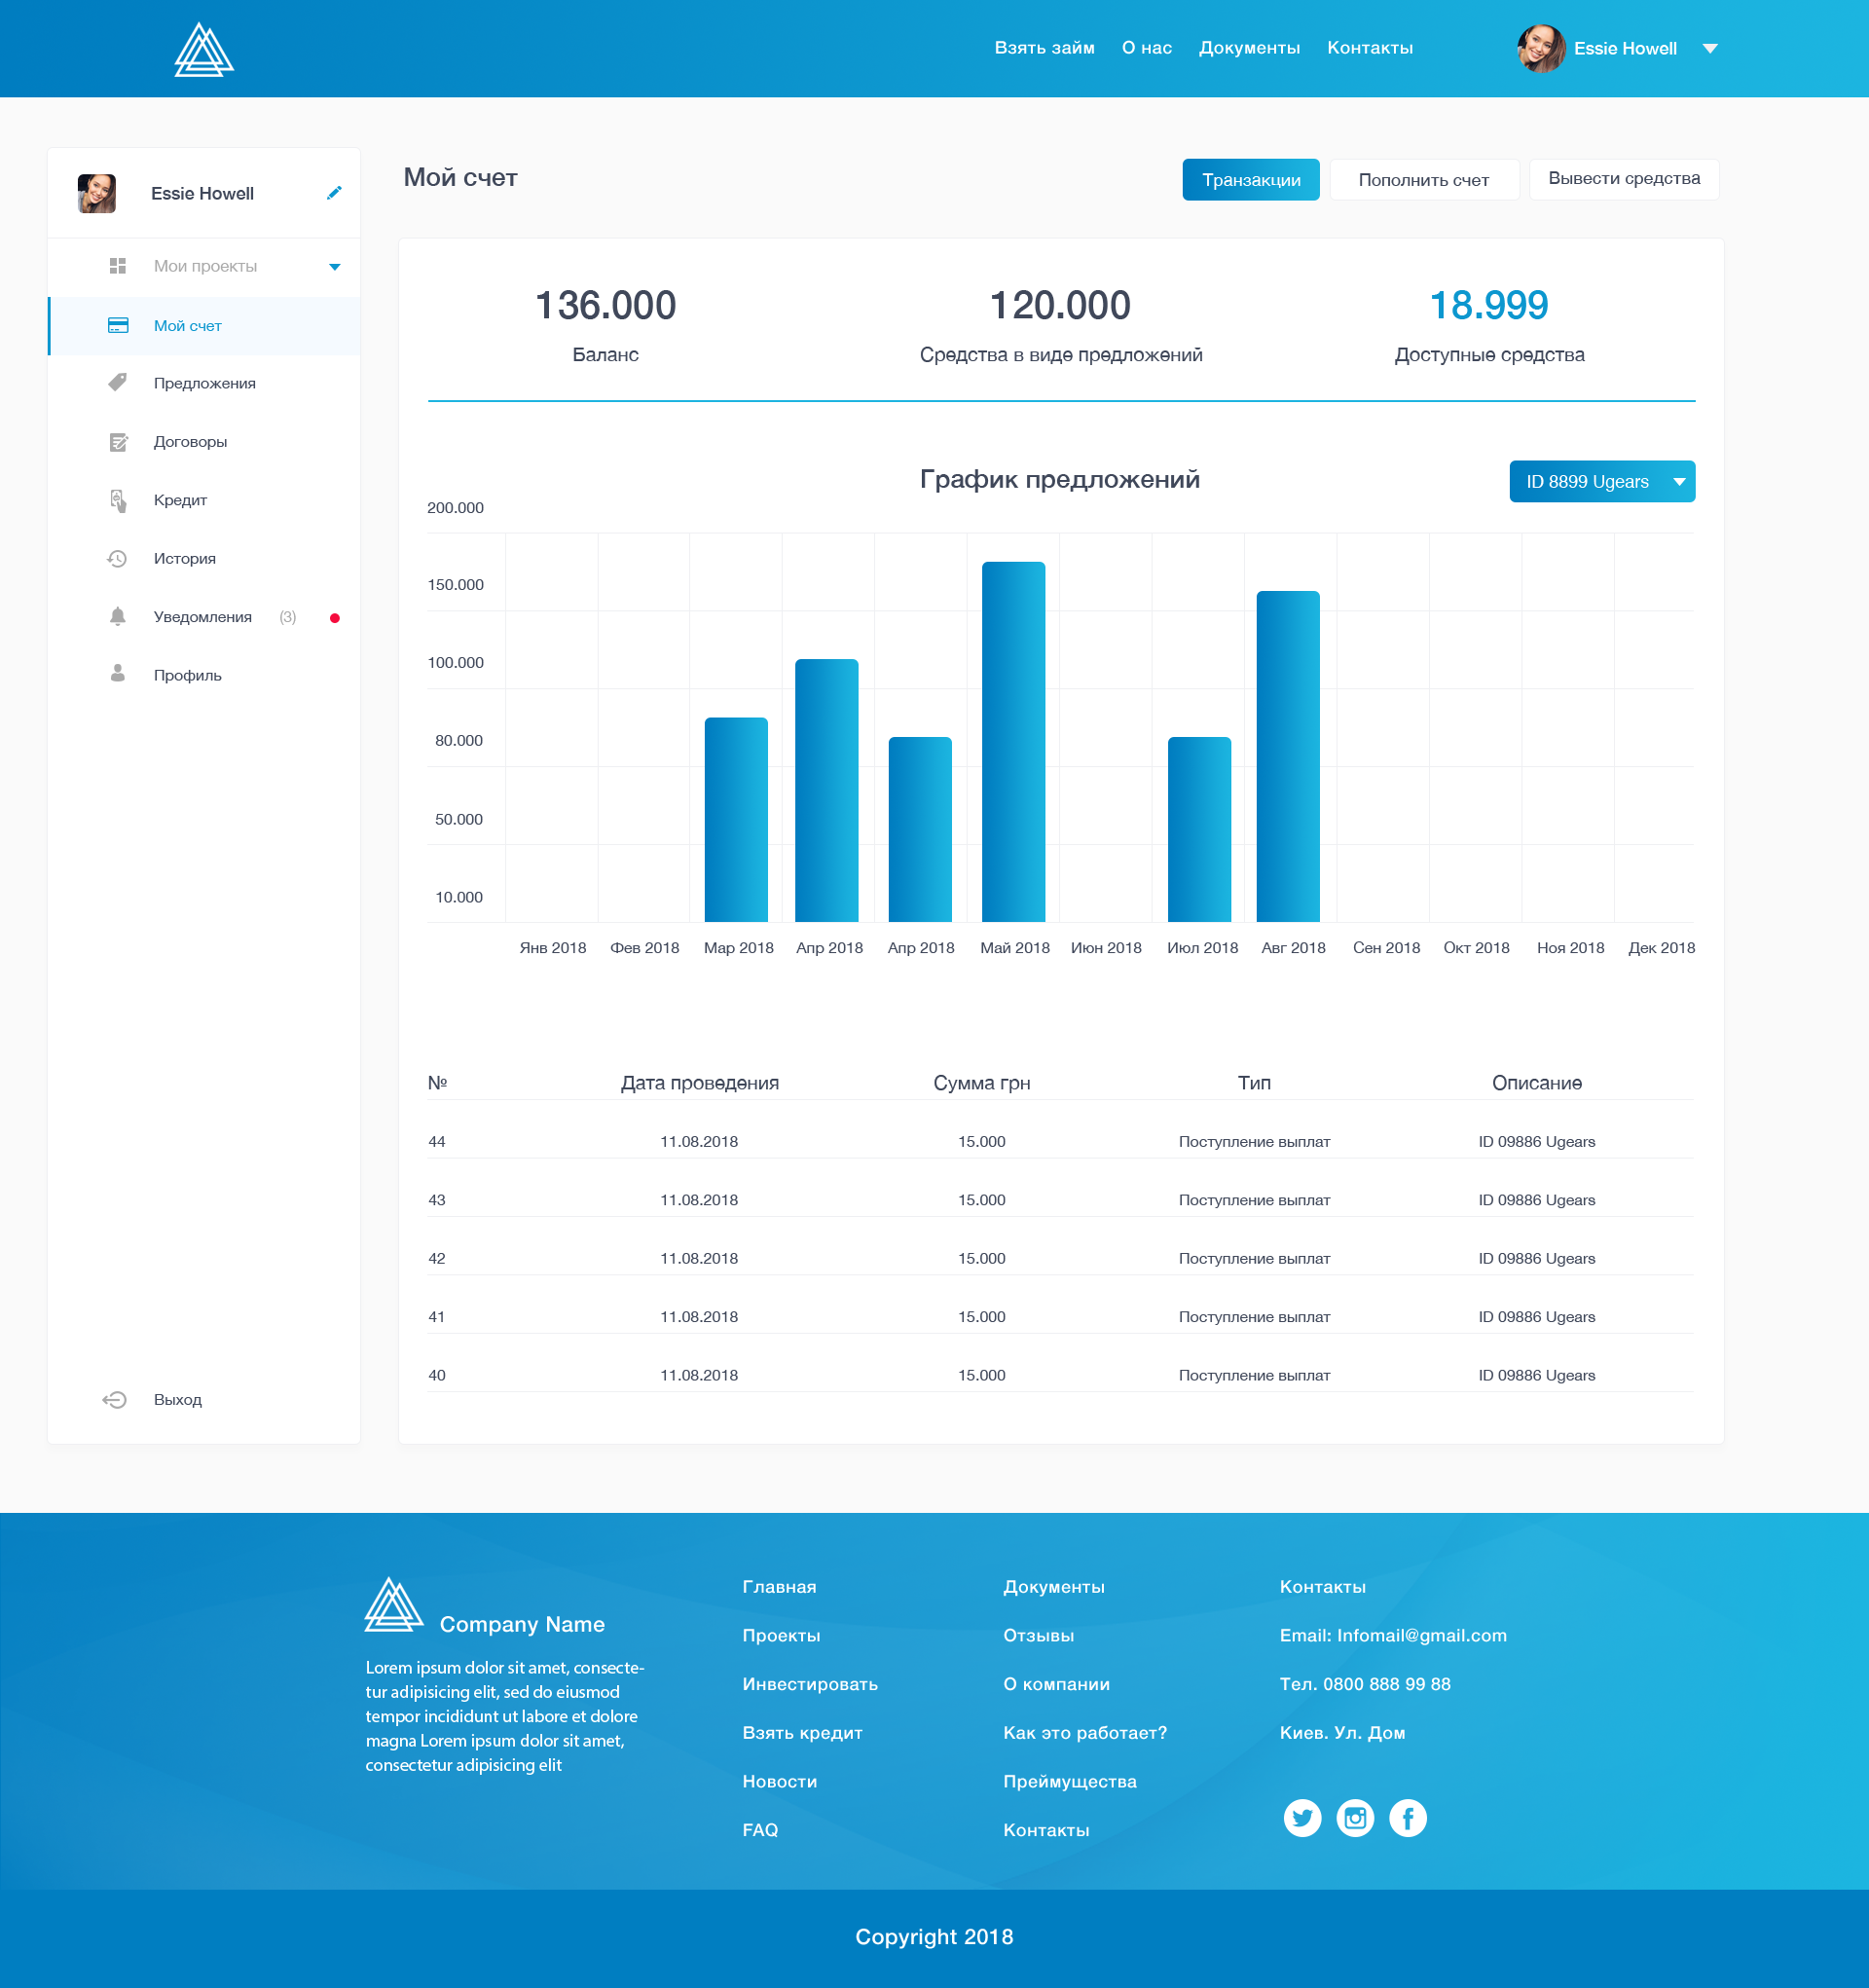 Взять займ О нас Документы Контакты Essie Howell
Essie Howell
Мои проекты
Мой счет
Предложения
Договоры
Кредит
История
Уведомления (3)
Профиль
Выход
Мой счет
Транзакции Пополнить счет Вывести средства
136.000 120.000 18.999
Баланс Средства в виде предложений Доступные средства
График предложений
ID 8899 Ugears
200.000
150.000
100.000
80.000
50.000
10.000
Янв 2018 Фев 2018 Мар 2018 Апр 2018 Апр 2018 Май 2018 Июн 2018 Июл 2018 Авг 2018 Сен 2018 Окт 2018 Ноя 2018 Дек 2018
№ Дата проведения Сумма грн Тип Описание
44 11.08.2018 15.000 Поступление выплат ID 09886 Ugears
43 11.08.2018 15.000 Поступление выплат ID 09886 Ugears
42 11.08.2018 15.000 Поступление выплат ID 09886 Ugears
41 11.08.2018 15.000 Поступление выплат ID 09886 Ugears
40 11.08.2018 15.000 Поступление выплат ID 09886 Ugears
Company Name
Lorem ipsum dolor sit amet, consecte-
tur adipisicing elit, sed do eiusmod
tempor incididunt ut labore et dolore
magna Lorem ipsum dolor sit amet,
consectetur adipisicing elit
Главная
Проекты
Инвестировать
Взять кредит
Новости
FAQ
Документы
Отзывы
О компании
Как это работает?
Преймущества
Контакты
Контакты
Email: Infomail@gmail.com
Тел. 0800 888 99 88
Киев. Ул. Дом
Copyright 2018